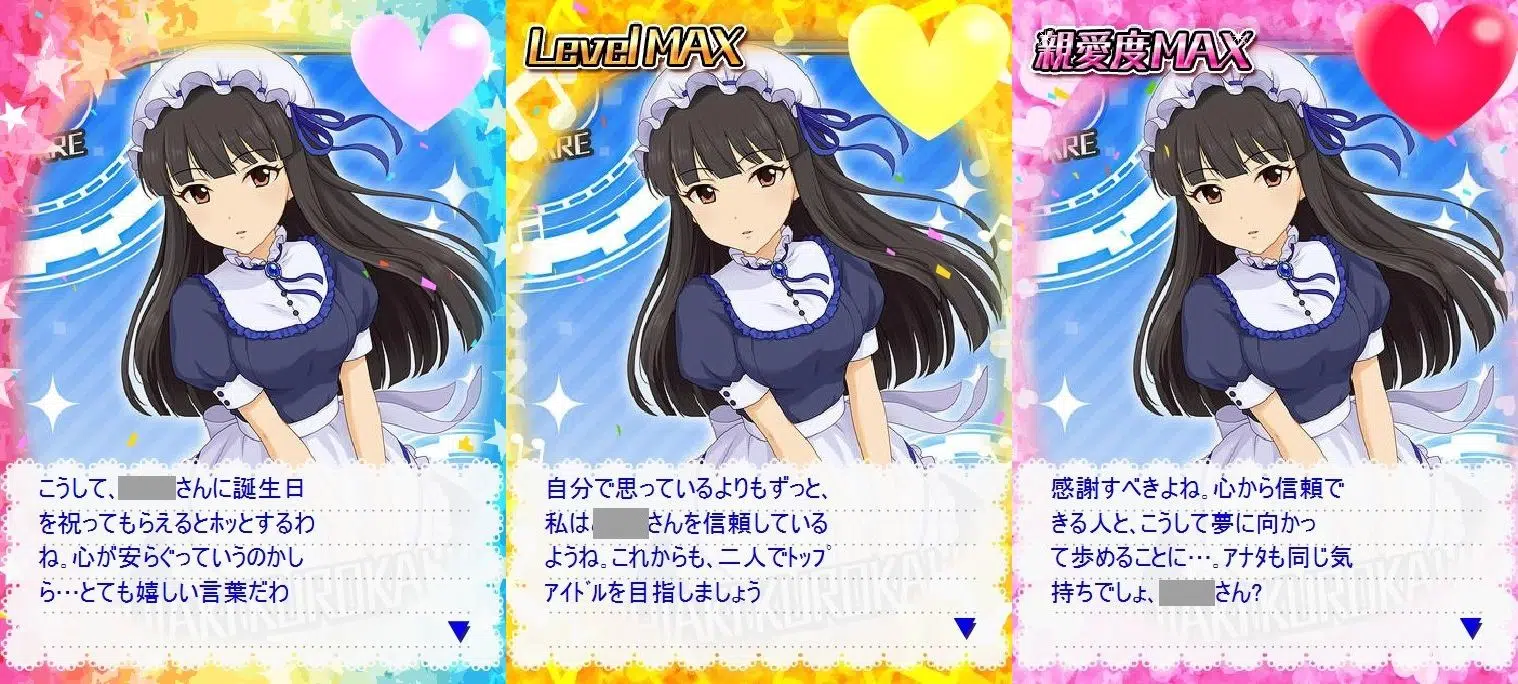 こうして、さんに誕生日
を祝ってもらえるとホッとするわ
ね。心が安らぐっていうのかし
ら…とても嬉しい言葉だわ
Level MAX
自分で思っているよりもずっと、
私はさんを信頼している
ようね。これからも、二人でトップ
アイドルを目指しましょう
親愛度MAX
感謝すべきよね。心から信頼で
きる人と、こうして夢に向かっ
て歩めることに…。アナタも同じ気
持ちでしょ、さん?